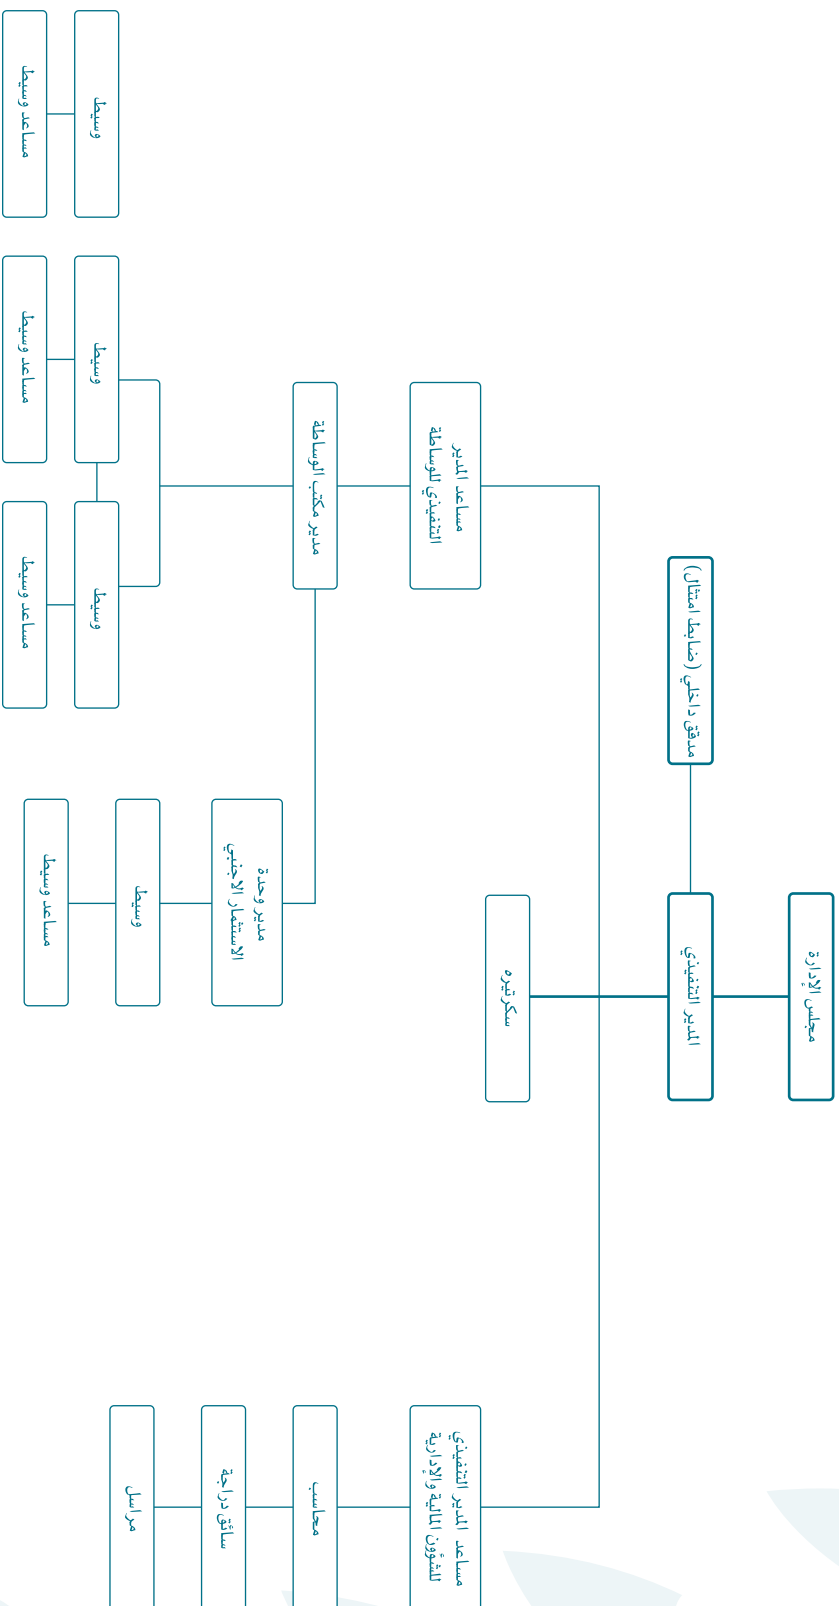 مجلس الإدارة
المدير التنفيذي
مدقق داخلي (ضابط امتثال)
سكرتيره
مساعد المدير
التنفيذي للوساطة
مدير مكتب الوساطة
وسيط
مساعد وسيط
وسيط
مساعد وسيط
وسيط
مساعد وسيط
مدير وحدة
الاستثمار الاجنبي
وسيط
مساعد وسيط
مساعد المدير التنفيذي
للشؤون المالية والإدارية
محاسب
سائق دراجة
مراسل